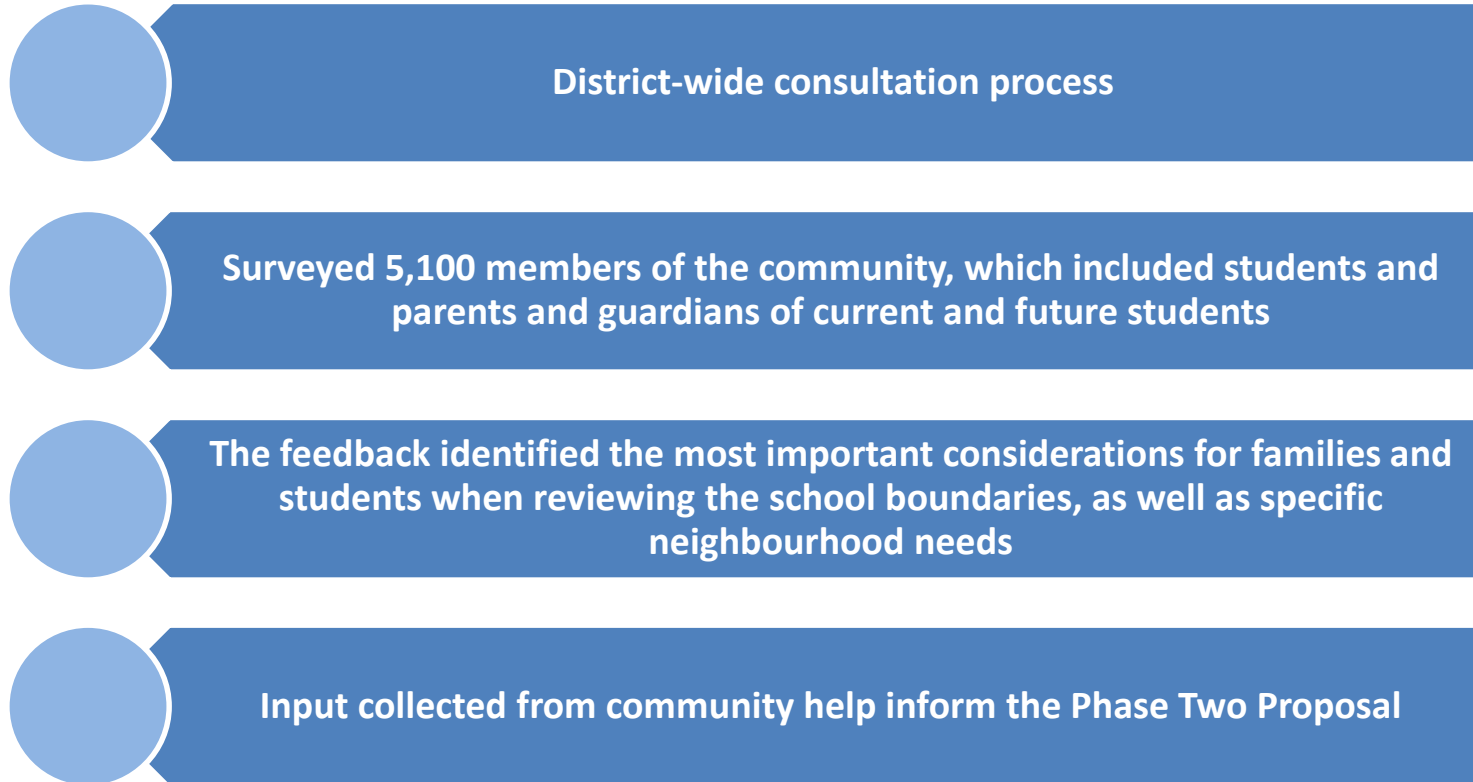 District-wide consultation process
Surveyed 5,100 members of the community, which included students and
parents and guardians of current and future students
The feedback identified the most important considerations for families and
students when reviewing the school boundaries, as well as specific
neighbourhood needs
Input collected from community help inform the Phase Two Proposal